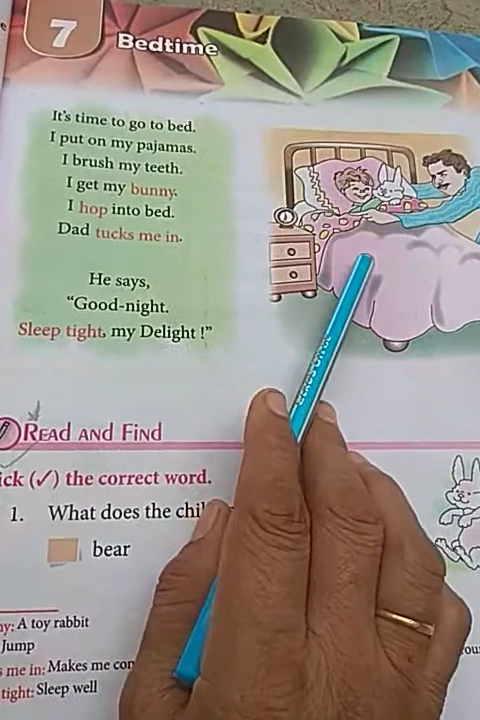 7
Bedtime
It's time to go to bed.
I put on my pajamas.
I brush my teeth.
I get my bunny.
I hop into bed.
Dad tucks me in.
He says,
"Good-night.
Sleep tight, my Delight !"
READ AND FIND
ick (✓) the correct word.
1. What does the chil
bear
ny: A toy rabbit
Jump
s me in: Makes me con
tight: Sleep well